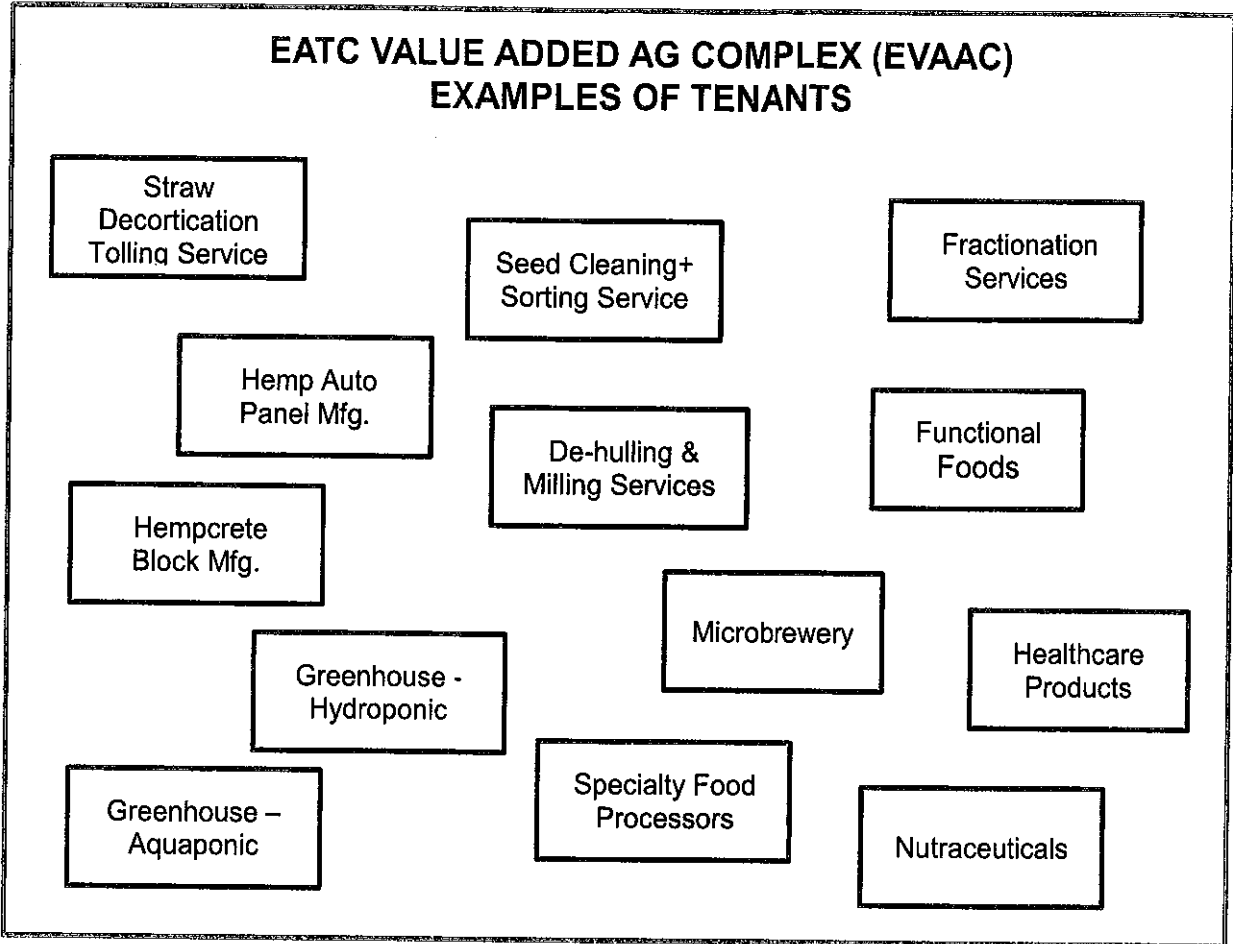 EATC VALUE ADDED AG COMPLEX (EVAAC)
EXAMPLES OF TENANTS
Straw
Decortication
Tolling Service
Seed Cleaning+
Sorting Service
Fractionation
Services
Hemp Auto
Panel Mfg.
De-hulling &
Milling Services
Functional
Foods
Hempcrete
Block Mfg.
Microbrewery
Healthcare
Products
Greenhouse -
Hydroponic
Specialty Food
Processors
Greenhouse –
Aquaponic
Nutraceuticals